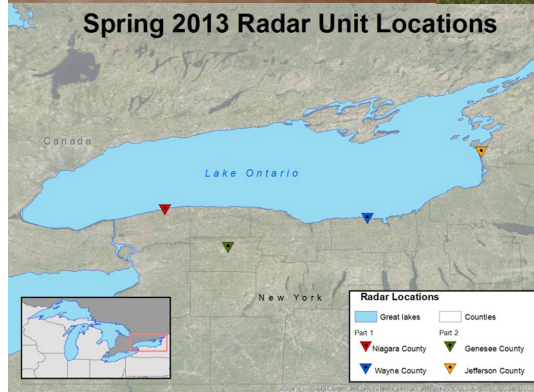 Spring 2013 Radar Unit Locations
Canada
Lake Ontario
New York
Radar Locations
Great lakes
Counties
Part 1
Part 2
Niagara County
Genesee County
Wayne County
Jefferson County